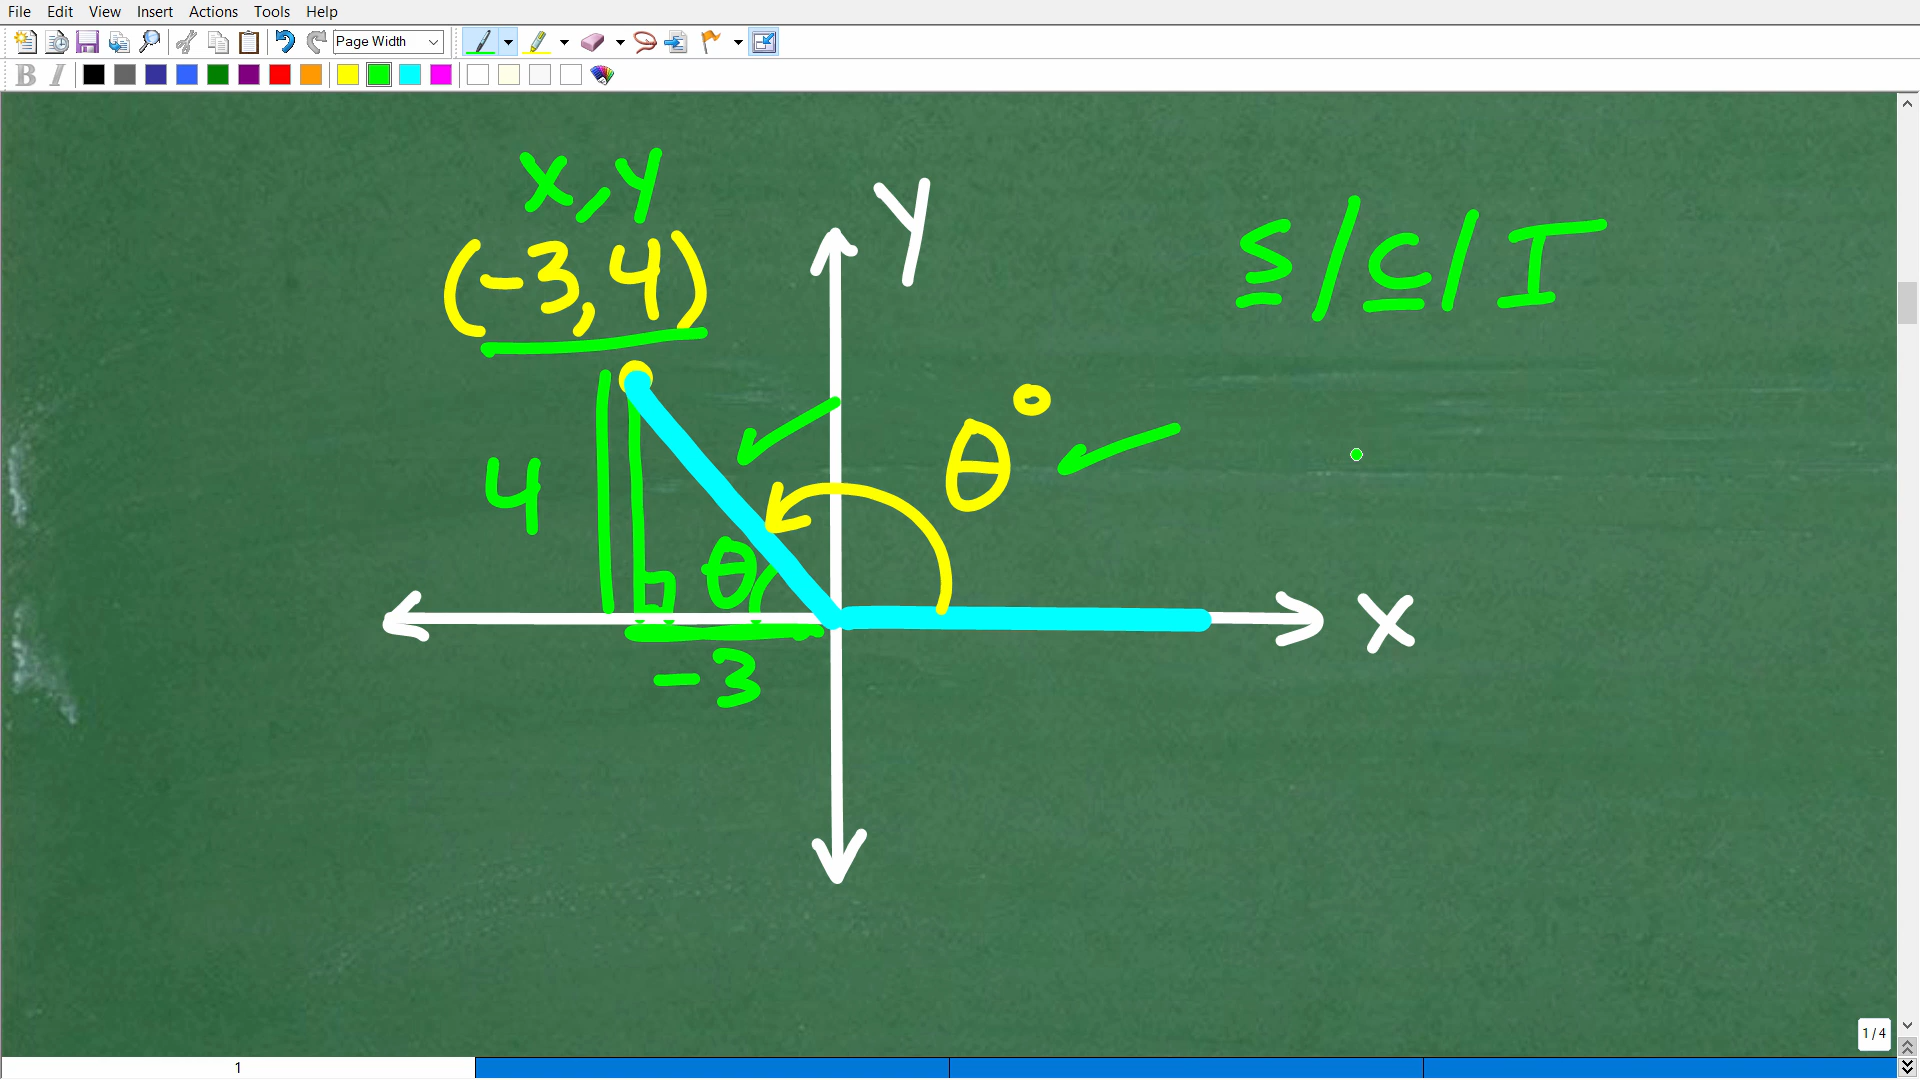 File Edit View Insert Actions Tools Help
Page Width
B I
x, y
(-3, 4)
y
S/C/T
4
θ
θ°
x
-3
1 / 4
1